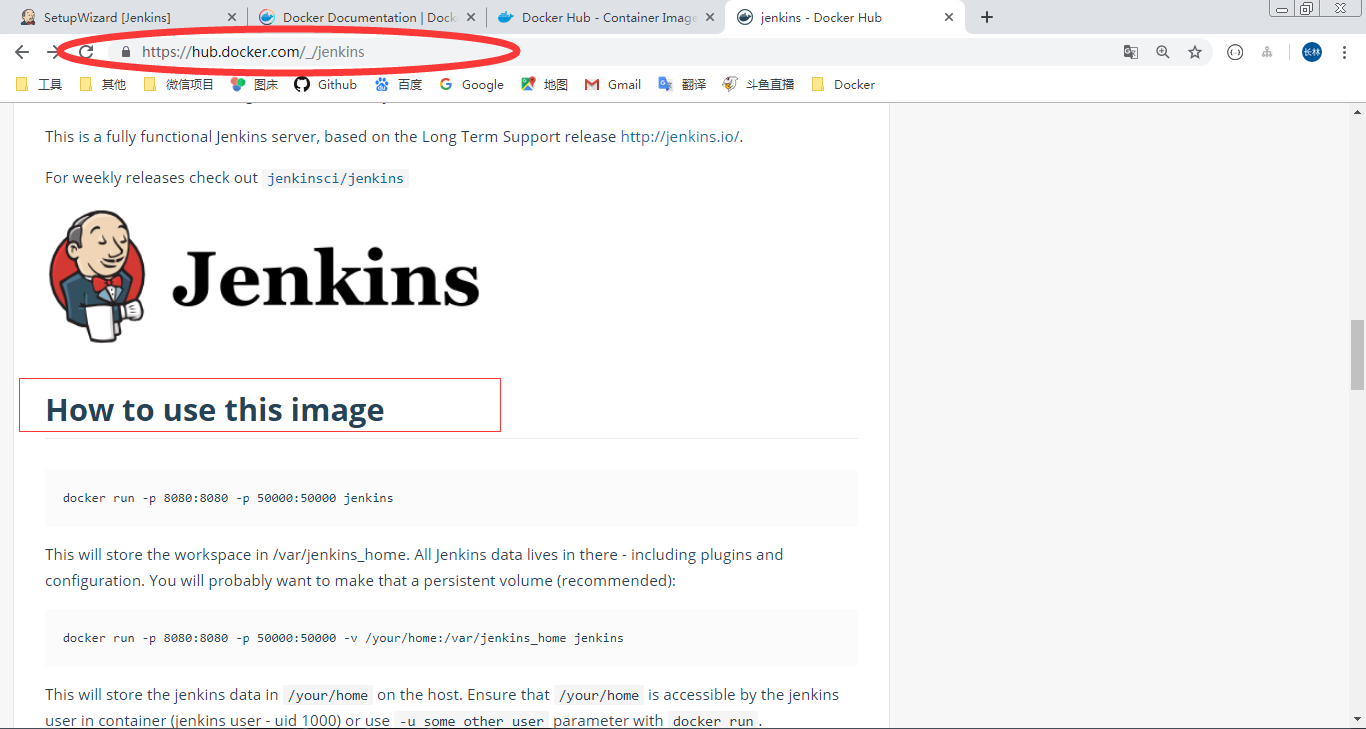 SetupWizard [Jenkins]
Docker Documentation | Dock
Docker Hub - Container Image
jenkins - Docker Hub
https://hub.docker.com/_/jenkins
长林
工具
其他
微信项目
图床
Github
百度
Google
地图
Gmail
翻译
斗鱼直播
Docker
This is a fully functional Jenkins server, based on the Long Term Support release http://jenkins.io/.
For weekly releases check out jenkinsci/jenkins
Jenkins
How to use this image
docker run -p 8080:8080 -p 50000:50000 jenkins
This will store the workspace in /var/jenkins_home. All Jenkins data lives in there - including plugins and
configuration. You will probably want to make that a persistent volume (recommended):
docker run -p 8080:8080 -p 50000:50000 -v /your/home:/var/jenkins_home jenkins
This will store the jenkins data in /your/home on the host. Ensure that /your/home is accessible by the jenkins
user in container (jenkins user - uid 1000) or use -u some_other_user parameter with docker run.